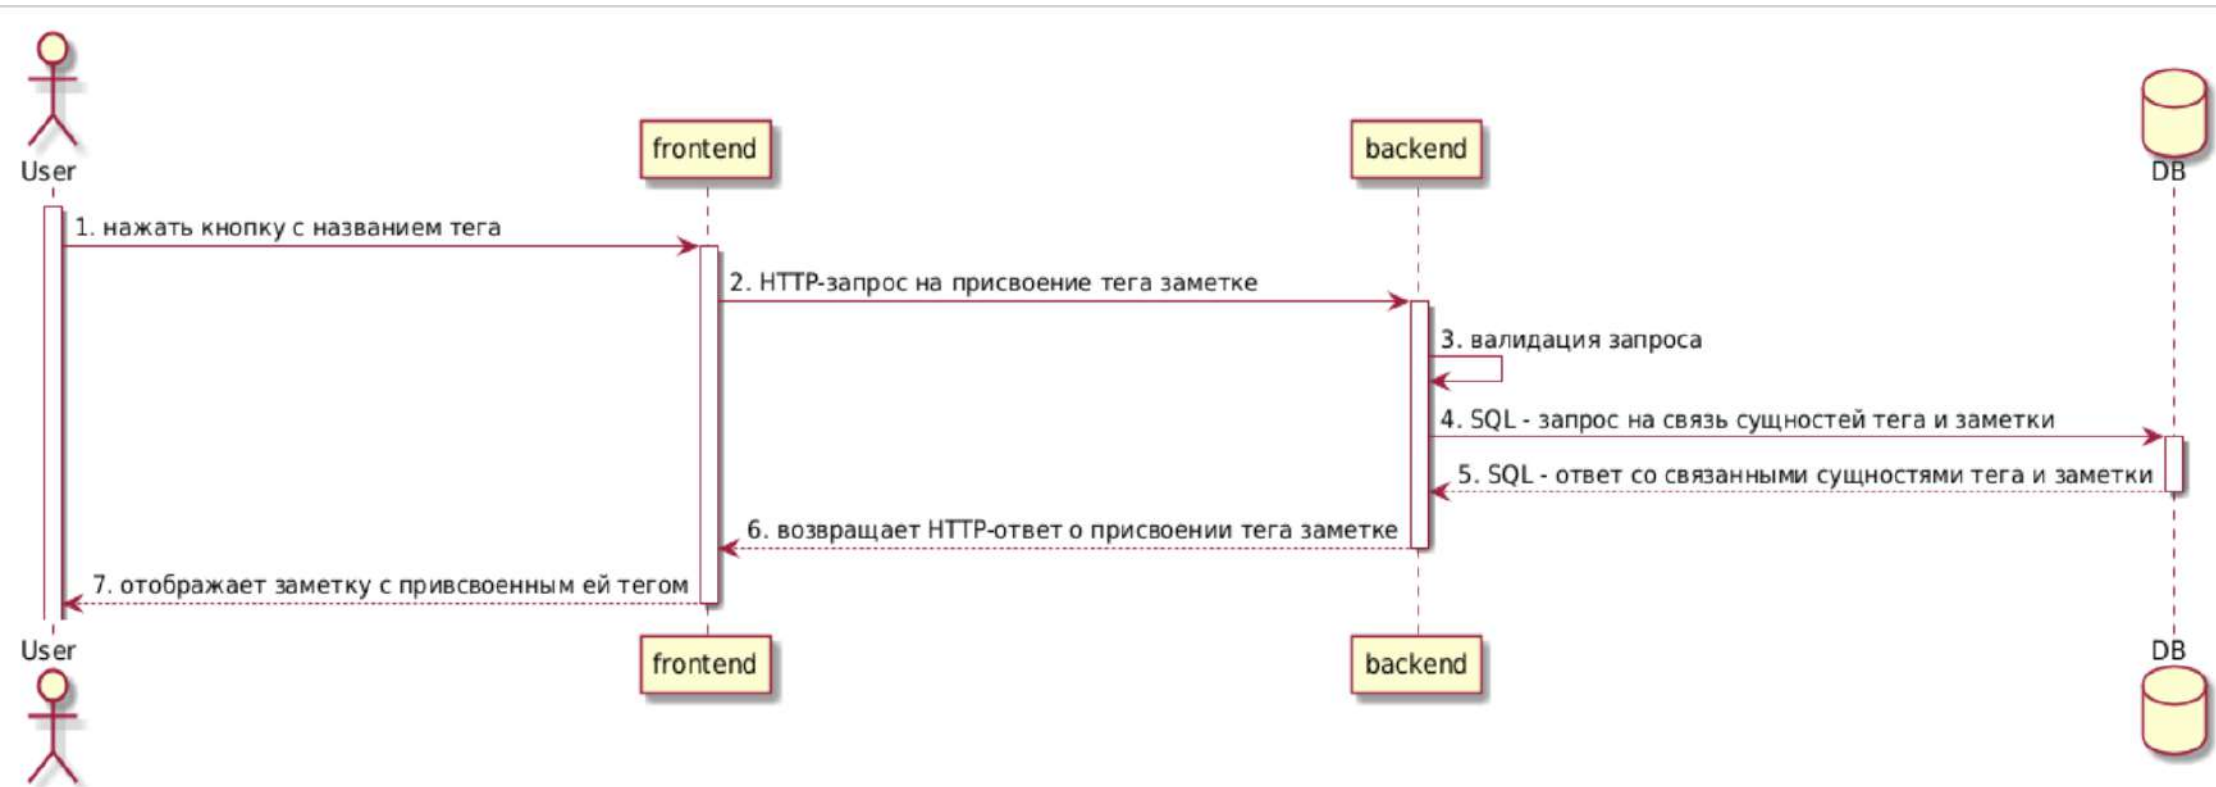 User
frontend
backend
DB
1. нажать кнопку с названием тега
2. HTTP-запрос на присвоение тега заметке
3. валидация запроса
4. SQL - запрос на связь сущностей тега и заметки
5. SQL - ответ со связанными сущностями тега и заметки
6. возвращает HTTP-ответ о присвоении тега заметке
7. отображает заметку с привсвоенным ей тегом
User
frontend
backend
DB